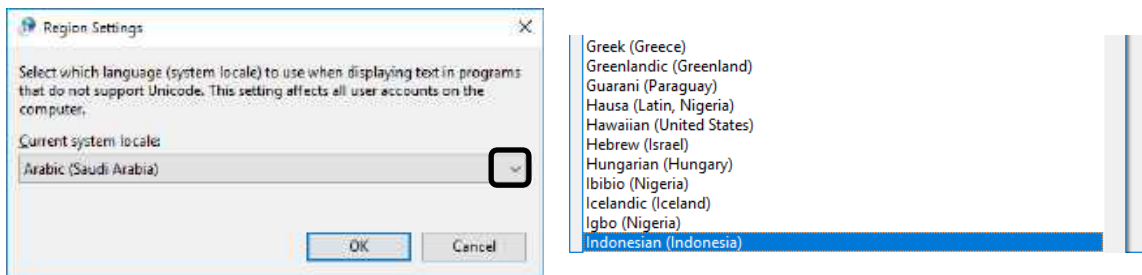 Region Settings
Select which language (system locale) to use when displaying text in programs
that do not support Unicode. This setting affects all user accounts on the
computer.
Current system locale:
Arabic (Saudi Arabia)
OK Cancel
Greek (Greece)
Greenlandic (Greenland)
Guarani (Paraguay)
Hausa (Latin, Nigeria)
Hawaiian (United States)
Hebrew (Israel)
Hungarian (Hungary)
Ibibio (Nigeria)
Icelandic (Iceland)
Igbo (Nigeria)
Indonesian (Indonesia)